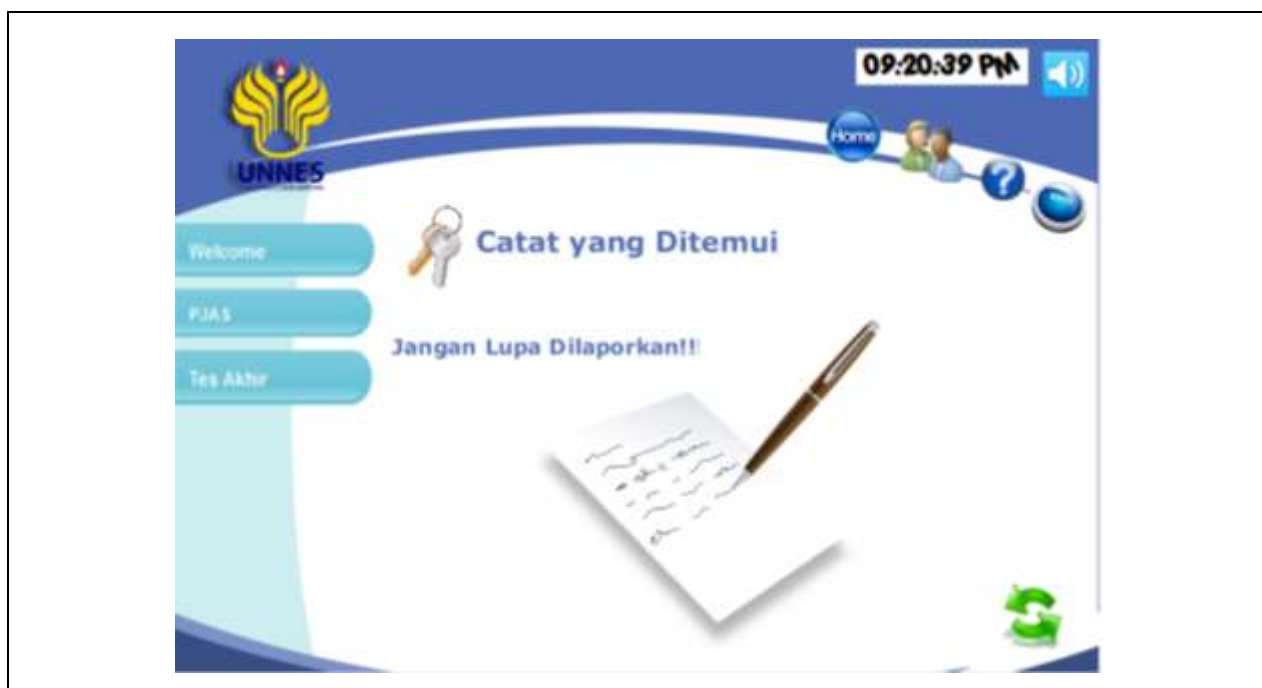 09:20:39 PM
Home
UNNES
Welcome
PJAS
Tes Akhir
Catat yang Ditemui
Jangan Lupa Dilaporkan!!